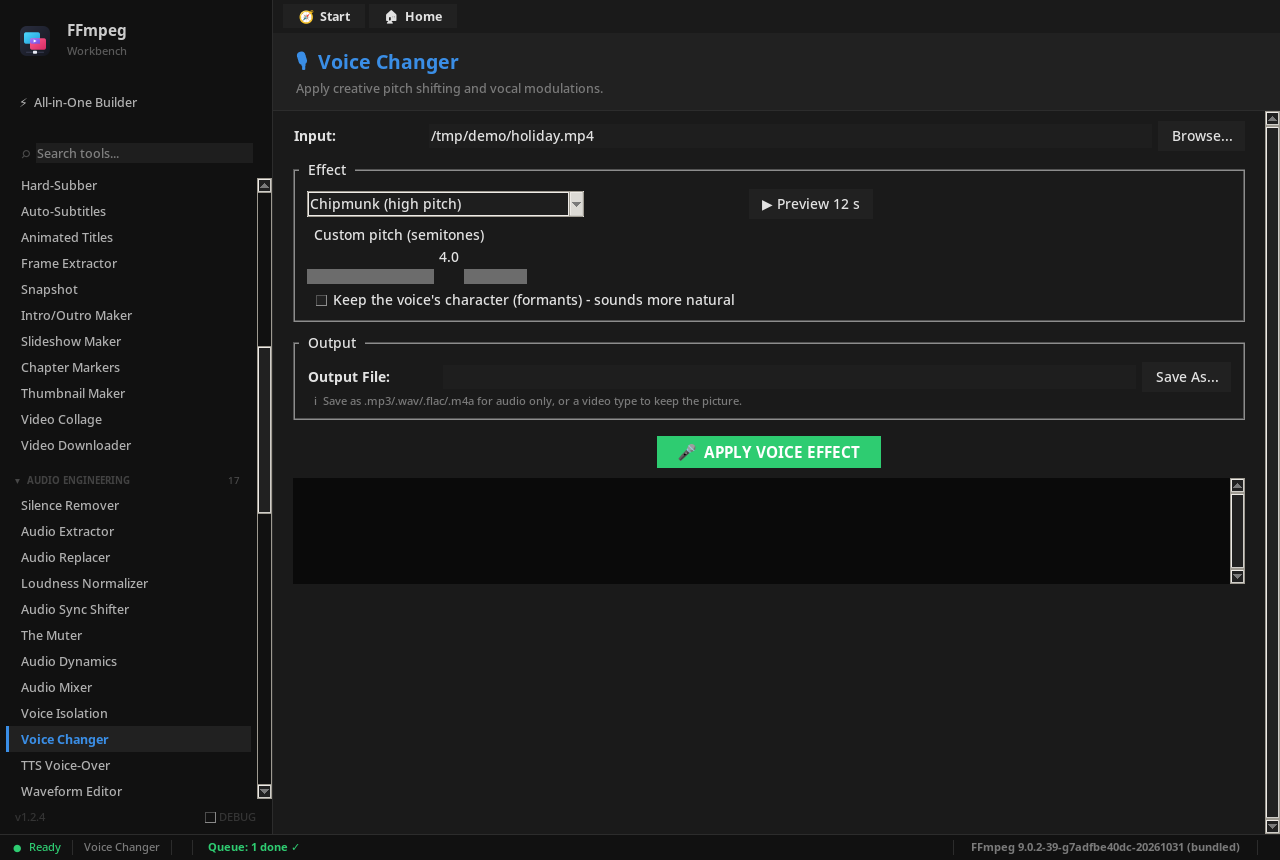 FFmpeg
Workbench
⚡ All-in-One Builder
Search tools...
Hard-Subber
Auto-Subtitles
Animated Titles
Frame Extractor
Snapshot
Intro/Outro Maker
Slideshow Maker
Chapter Markers
Thumbnail Maker
Video Collage
Video Downloader
AUDIO ENGINEERING 17
Silence Remover
Audio Extractor
Audio Replacer
Loudness Normalizer
Audio Sync Shifter
The Muter
Audio Dynamics
Audio Mixer
Voice Isolation
Voice Changer
TTS Voice-Over
Waveform Editor
v1.2.4
DEBUG
Start
Home
Voice Changer
Apply creative pitch shifting and vocal modulations.
Input: /tmp/demo/holiday.mp4 Browse...
Effect
Chipmunk (high pitch) ▶ Preview 12 s
Custom pitch (semitones)
4.0
Keep the voice's character (formants) - sounds more natural
Output
Output File: Save As...
i Save as .mp3/.wav/.flac/.m4a for audio only, or a video type to keep the picture.
APPLY VOICE EFFECT
● Ready Voice Changer Queue: 1 done ✓ FFmpeg 9.0.2-39-g7adfbe40dc-20261031 (bundled)